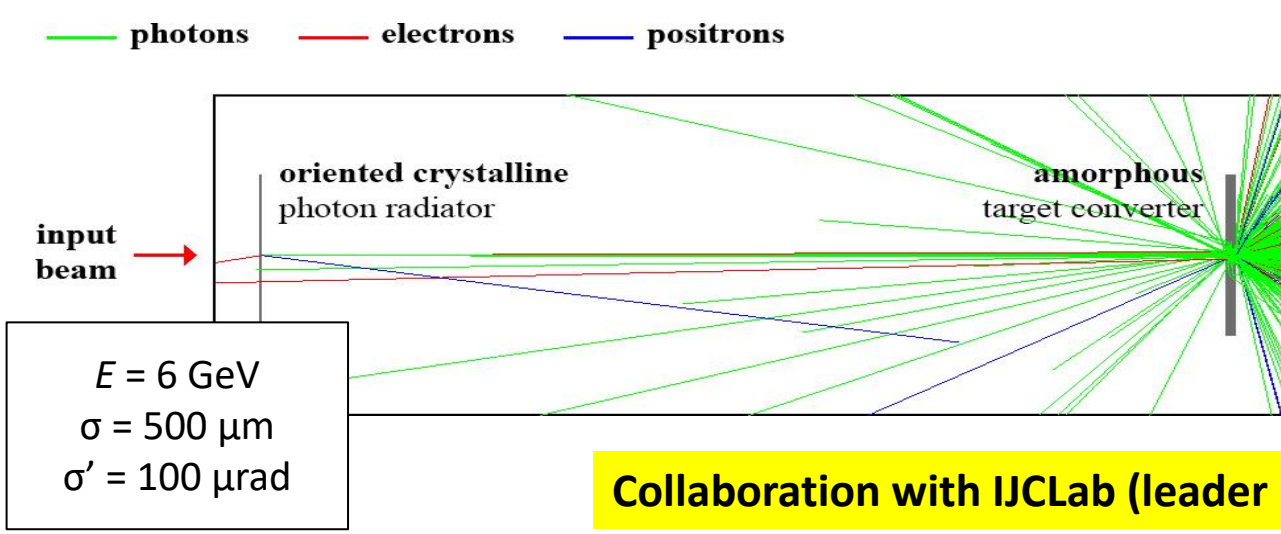 photons electrons positrons
oriented crystalline
photon radiator
amorphous
target converter
input
beam
E = 6 GeV
σ = 500 μm
σ’ = 100 μrad
Collaboration with IJCLab (leader